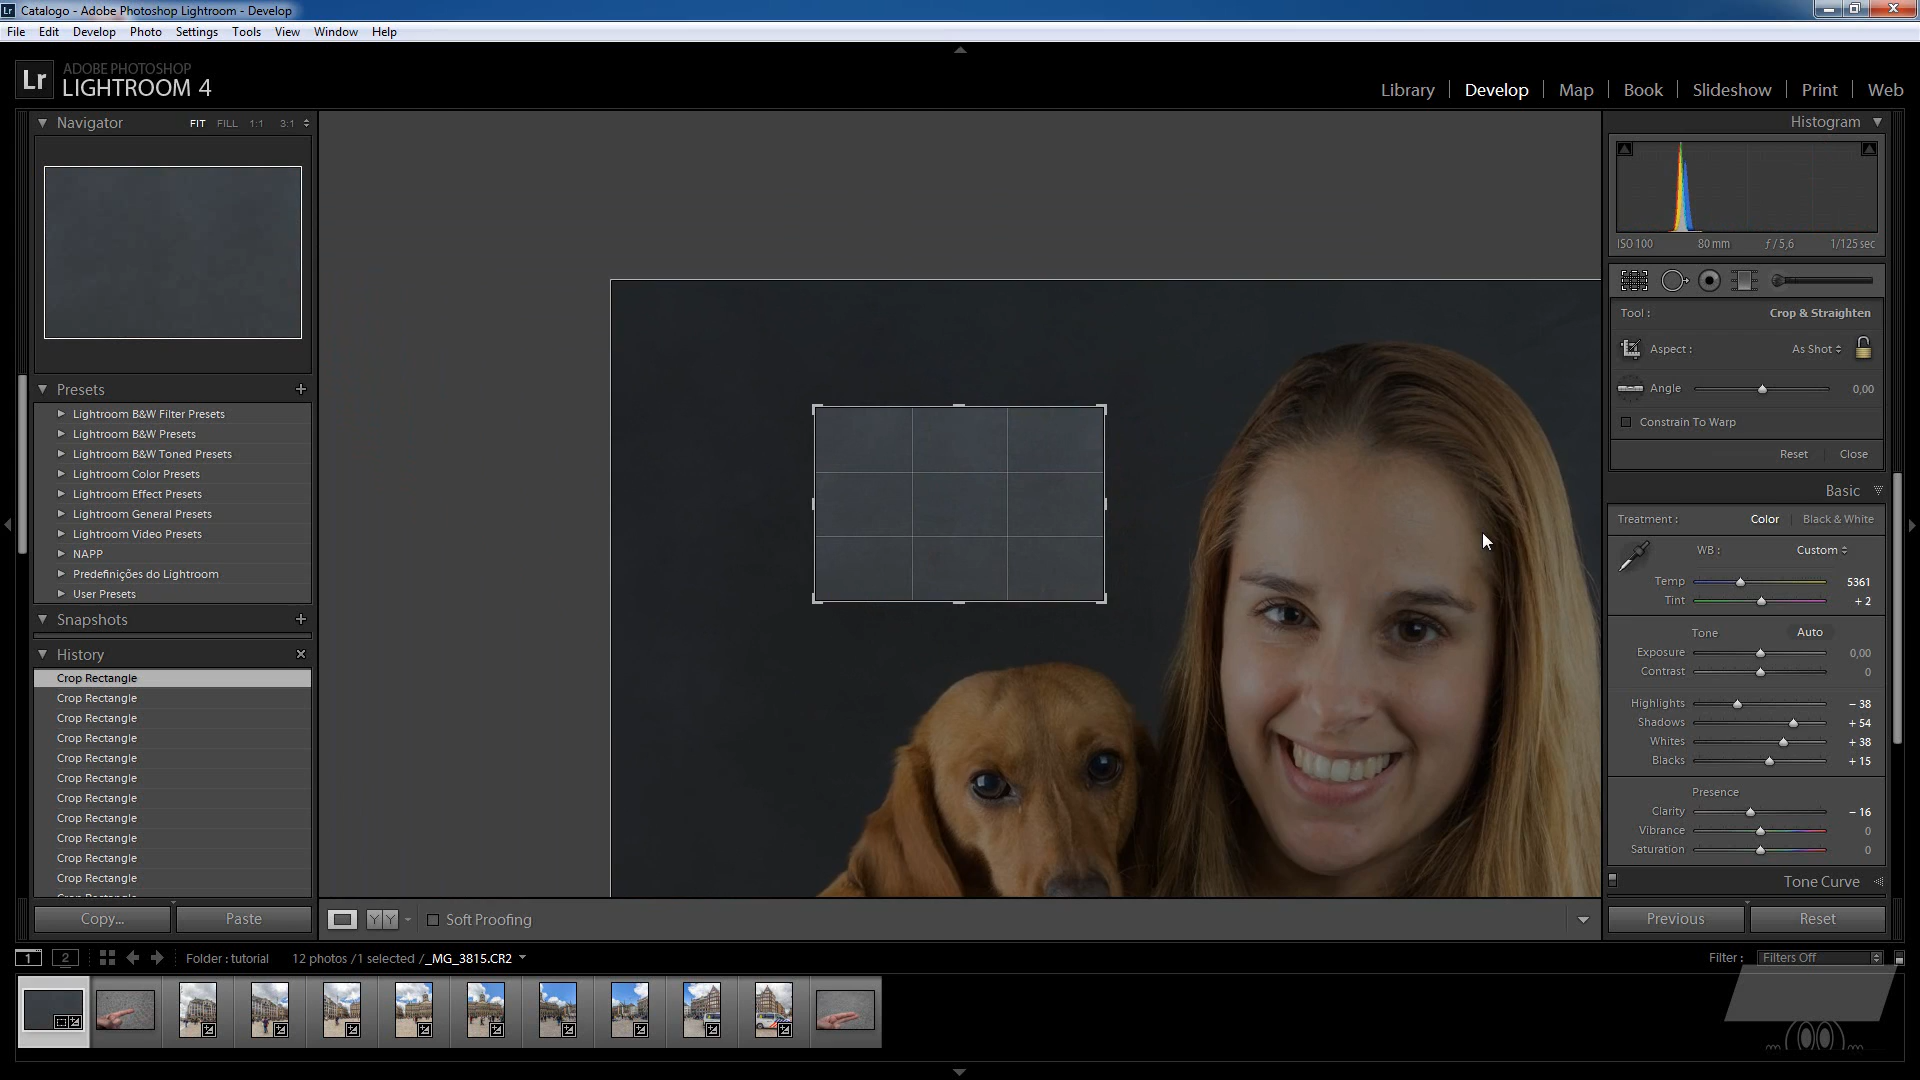 Catalogo - Adobe Photoshop Lightroom - Develop
File Edit Develop Photo Settings Tools View Window Help
Lr ADOBE PHOTOSHOP
LIGHTROOM 4
Library Develop Map Book Slideshow Print Web
Navigator FIT FILL 1:1 3:1
Presets
Lightroom B&W Filter Presets
Lightroom B&W Presets
Lightroom B&W Toned Presets
Lightroom Color Presets
Lightroom Effect Presets
Lightroom General Presets
Lightroom Video Presets
NAPP
Predefinições do Lightroom
User Presets
Snapshots
History
Crop Rectangle
Crop Rectangle
Crop Rectangle
Crop Rectangle
Crop Rectangle
Crop Rectangle
Crop Rectangle
Crop Rectangle
Crop Rectangle
Crop Rectangle
Crop Rectangle
Copy... Paste
YY Soft Proofing
Histogram
ISO 100 80 mm ƒ / 5,6 1/125 sec
Tool : Crop & Straighten
Aspect : As Shot
Angle 0,00
Constrain To Warp
Reset Close
Basic
Treatment : Color Black & White
WB : Custom
Temp 5361
Tint + 2
Tone Auto
Exposure 0,00
Contrast 0
Highlights – 38
Shadows + 54
Whites + 38
Blacks + 15
Presence
Clarity – 16
Vibrance 0
Saturation 0
Tone Curve
Previous Reset
1 2 Folder : tutorial 12 photos /1 selected /_MG_3815.CR2
Filter : Filters Off